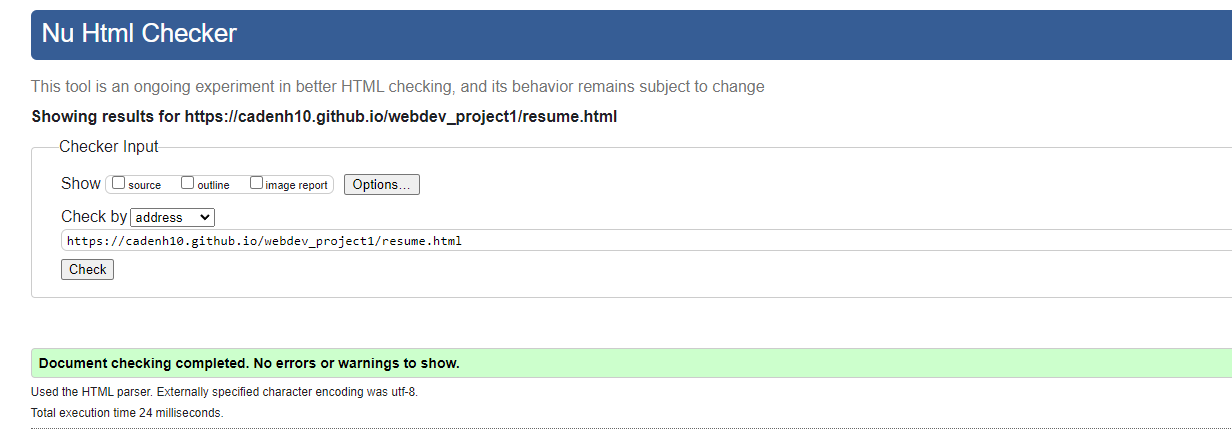 Nu Html Checker
This tool is an ongoing experiment in better HTML checking, and its behavior remains subject to change
Showing results for https://cadenh10.github.io/webdev_project1/resume.html
Checker Input
Show source outline image report Options...
Check by address
https://cadenh10.github.io/webdev_project1/resume.html
Check
Document checking completed. No errors or warnings to show.
Used the HTML parser. Externally specified character encoding was utf-8.
Total execution time 24 milliseconds.